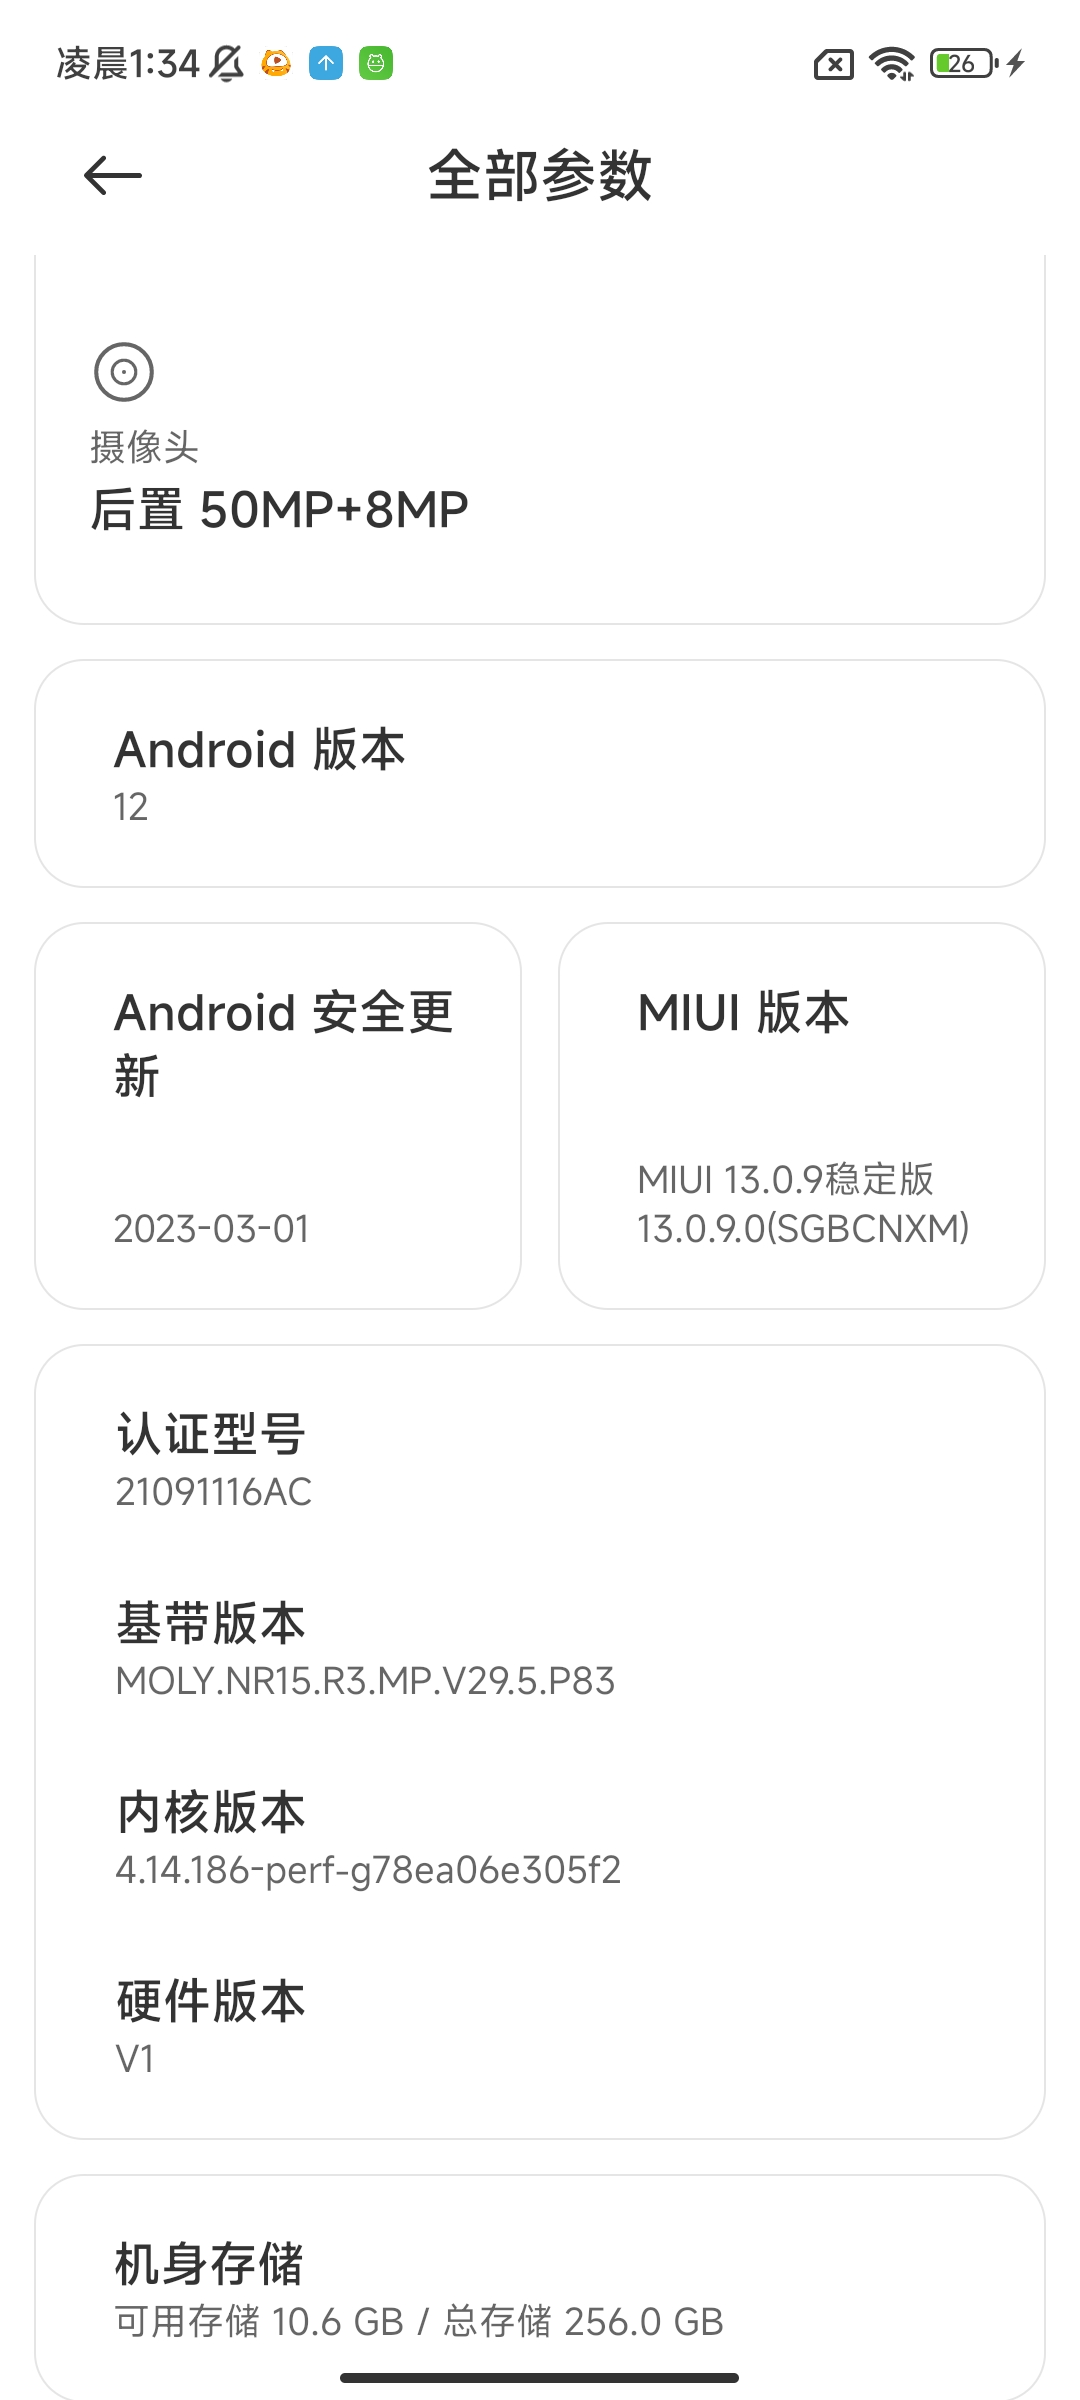 凌晨1:34
26
全部参数
摄像头
后置 50MP+8MP
Android 版本
12
Android 安全更
新
2023-03-01
MIUI 版本
MIUI 13.0.9稳定版
13.0.9.0(SGBCNXM)
认证型号
21091116AC
基带版本
MOLY.NR15.R3.MP.V29.5.P83
内核版本
4.14.186-perf-g78ea06e305f2
硬件版本
V1
机身存储
可用存储 10.6 GB / 总存储 256.0 GB